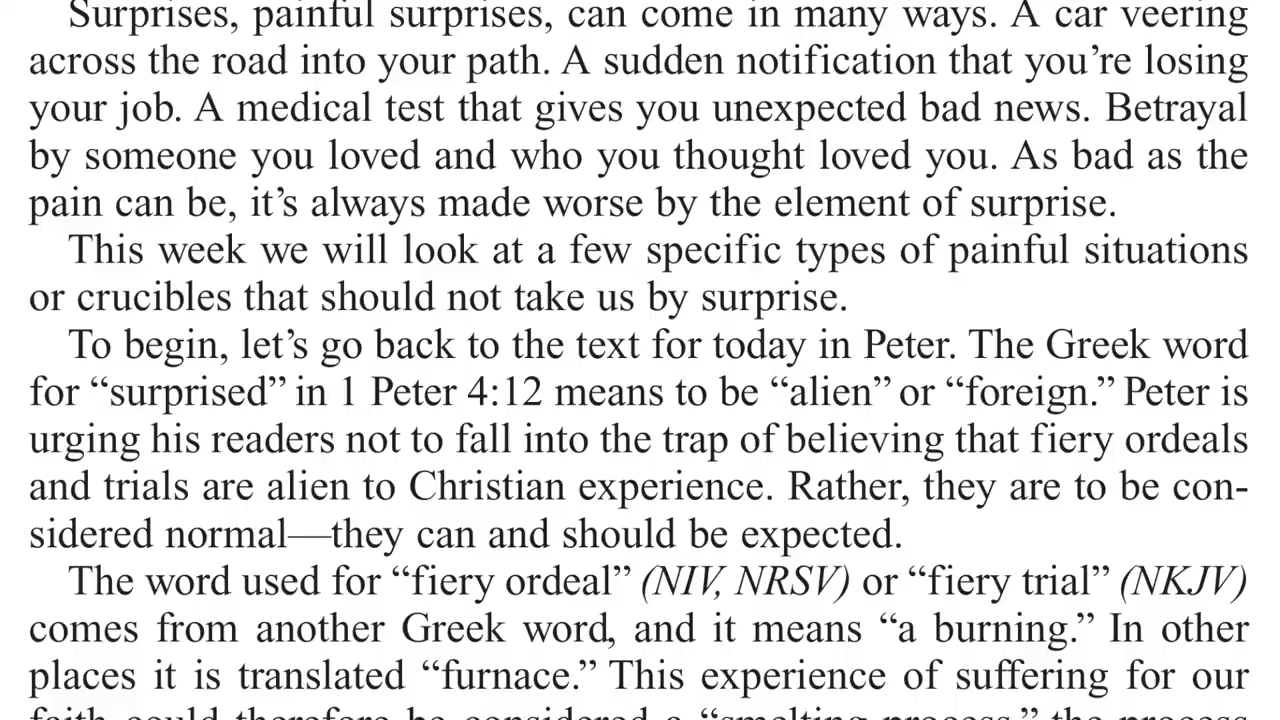 Surprises, painful surprises, can come in many ways. A car veering
across the road into your path. A sudden notification that you’re losing
your job. A medical test that gives you unexpected bad news. Betrayal
by someone you loved and who you thought loved you. As bad as the
pain can be, it’s always made worse by the element of surprise.
This week we will look at a few specific types of painful situations
or crucibles that should not take us by surprise.
To begin, let’s go back to the text for today in Peter. The Greek word
for “surprised” in 1 Peter 4:12 means to be “alien” or “foreign.” Peter is
urging his readers not to fall into the trap of believing that fiery ordeals
and trials are alien to Christian experience. Rather, they are to be con-
sidered normal—they can and should be expected.
The word used for “fiery ordeal” (NIV, NRSV) or “fiery trial” (NKJV)
comes from another Greek word, and it means “a burning.” In other
places it is translated “furnace.” This experience of suffering for our
faith could therefore be considered a “smelting process,” the process